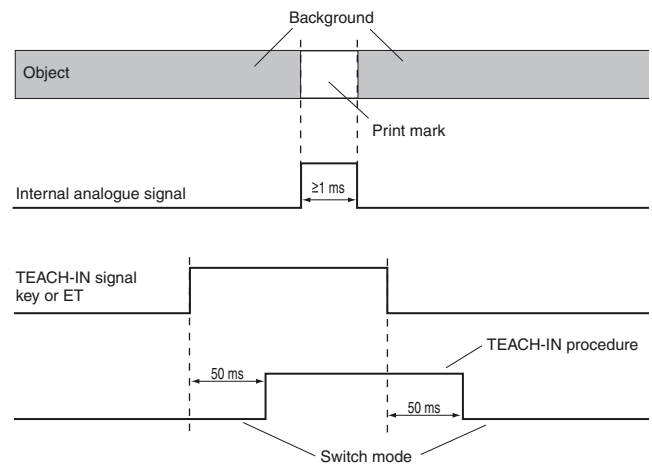 Background
Object
Print mark
≥1 ms
Internal analogue signal
TEACH-IN signal
key or ET
TEACH-IN procedure
50 ms
50 ms
Switch mode